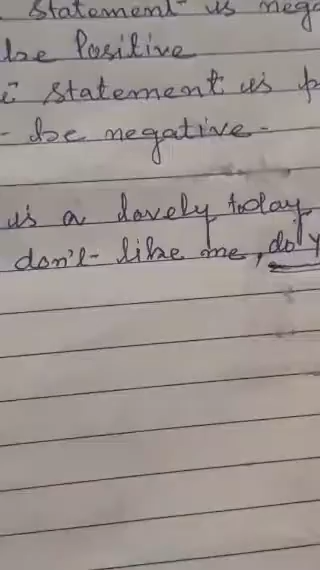 statement is nega
be Positive
statement is p
be negative-
is a lovely today
don't like me, do y